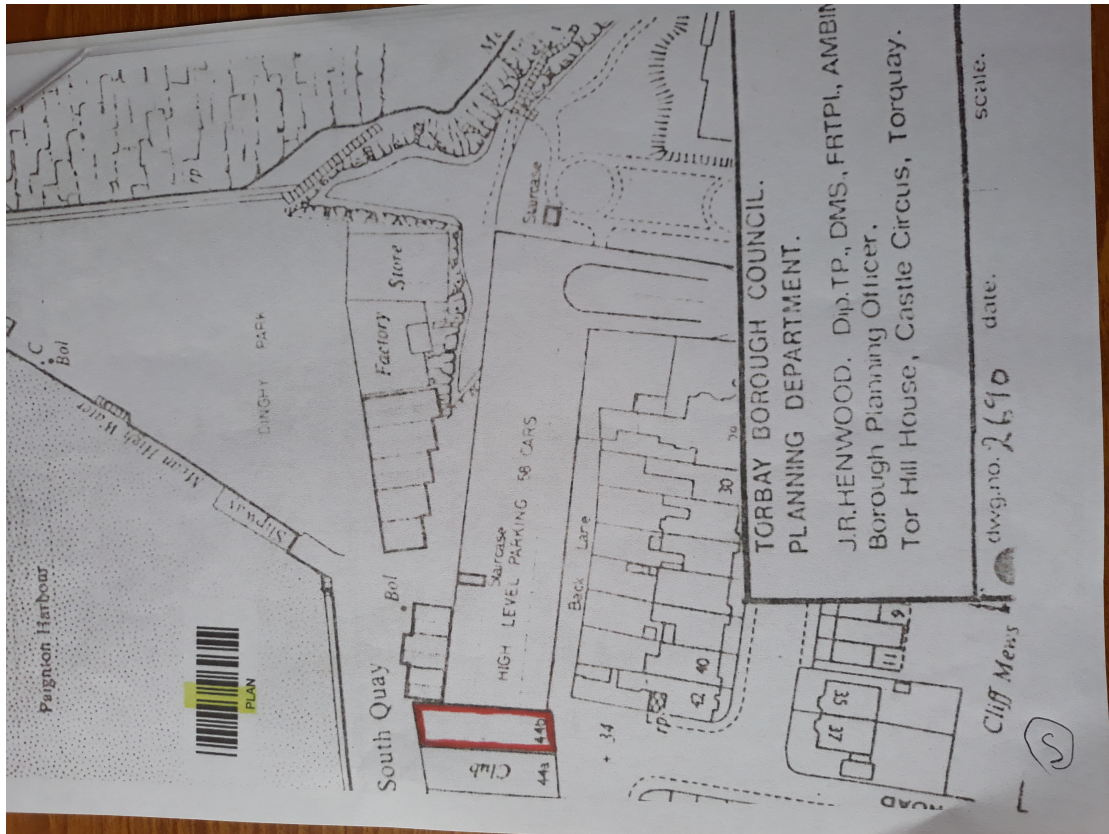 Paignton Harbour
PLAN
South Quay
Club
44a
44b
Bol
Slipway
Mean High Water
C
Bol
DINGHY PARK
Factory
Store
rp
Staircase
Staircase
HIGH LEVEL PARKING 58 CARS
Back Lane
30
40
42
rp
+ 34
37
35
11
9
Cliff Mews
ROAD
TORBAY BOROUGH COUNCIL.
PLANNING DEPARTMENT.
J.R.HENWOOD. Dip.TP., DMS, FRTPI,
Borough Planning Officer.
Tor Hill House, Castle Circus, Torquay.
dwg.no. 2690 date. scale.
S